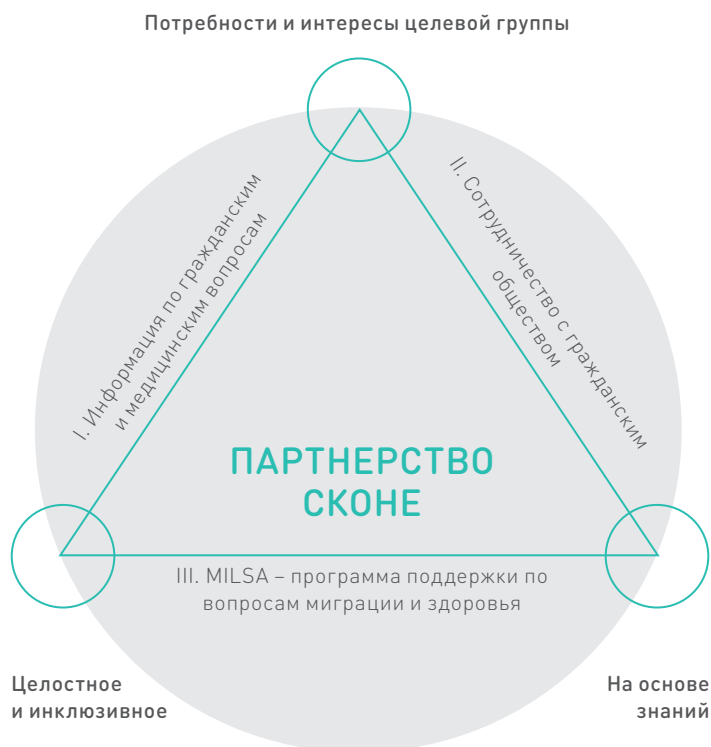 Потребности и интересы целевой группы
I. Информация по гражданским
и медицинским вопросам
II. Сотрудничество с гражданским
обществом
ПАРТНЕРСТВО
СКОНЕ
III. MILSA – программа поддержки по
вопросам миграции и здоровья
Целостное
и инклюзивное
На основе
знаний